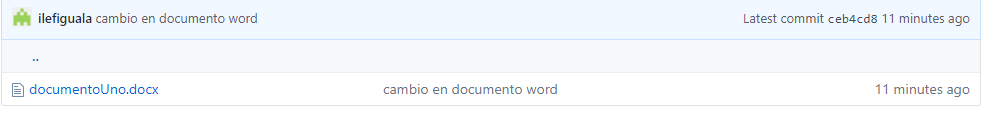 ilefiguala cambio en documento word Latest commit ceb4cd8 11 minutes ago
..
documentoUno.docx cambio en documento word 11 minutes ago